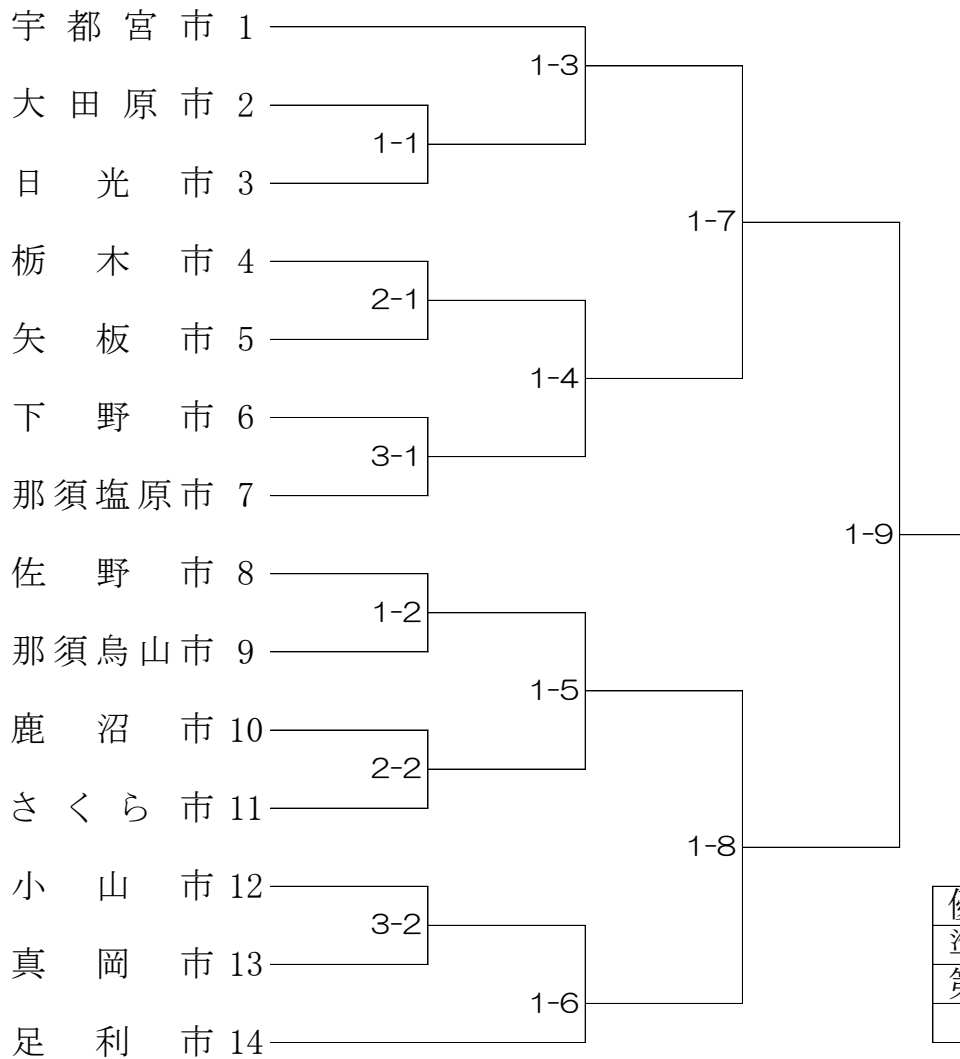 宇都宮市 1
1-3
大田原市 2
1-1
日光市 3
1-7
栃木市 4
2-1
矢板市 5
1-4
下野市 6
3-1
那須塩原市 7
1-9
佐野市 8
1-2
那須烏山市 9
1-5
鹿沼市 10
2-2
さくら市 11
1-8
小山市 12
3-2
真岡市 13
1-6
足利市 14